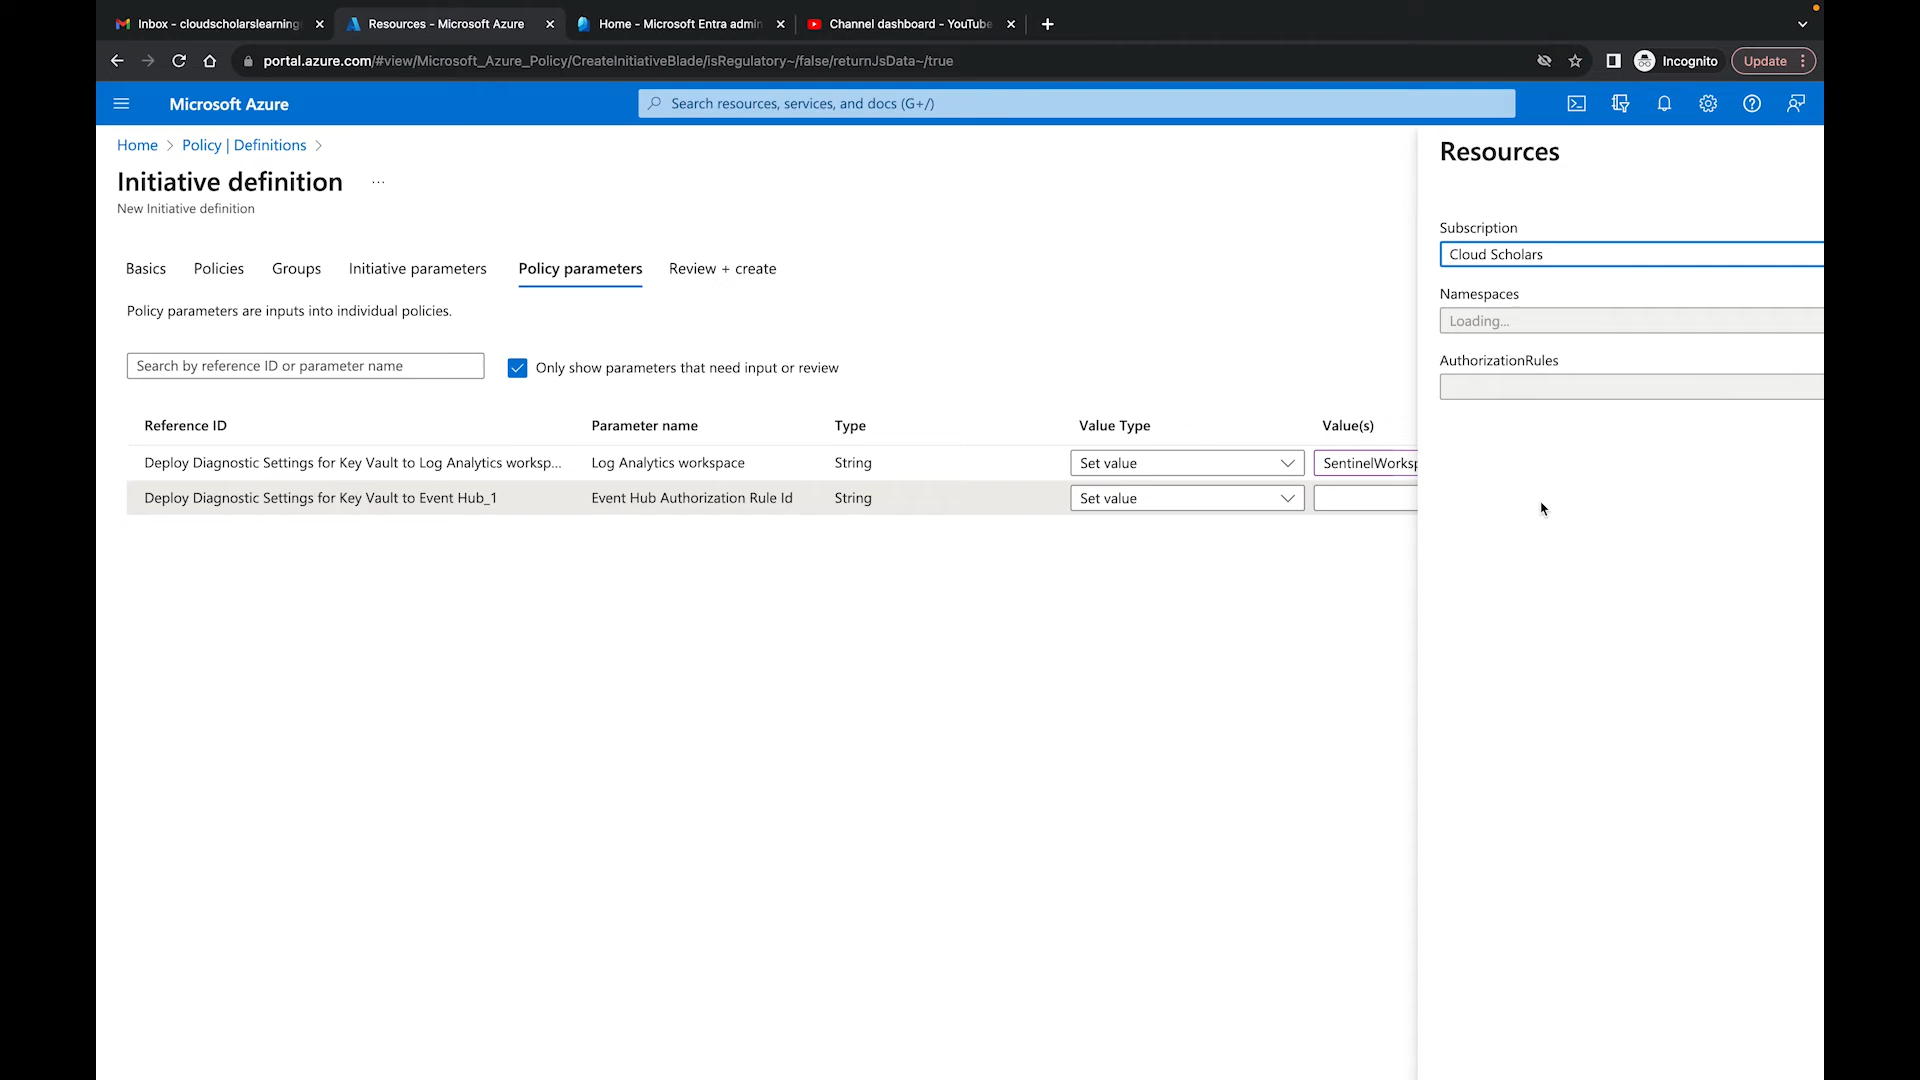 Inbox - cloudscholarslearning
Resources - Microsoft Azure
Home - Microsoft Entra admin
Channel dashboard - YouTube
portal.azure.com/#view/Microsoft_Azure_Policy/CreateInitiativeBlade/isRegulatory~/false/returnJsData~/true
Incognito
Update
Microsoft Azure
Search resources, services, and docs (G+/)
Home > Policy | Definitions >
Initiative definition ...
New Initiative definition
Basics
Policies
Groups
Initiative parameters
Policy parameters
Review + create
Policy parameters are inputs into individual policies.
Search by reference ID or parameter name
Only show parameters that need input or review
Reference ID Parameter name Type Value Type Value(s)
Deploy Diagnostic Settings for Key Vault to Log Analytics worksp... Log Analytics workspace String Set value SentinelWorksp
Deploy Diagnostic Settings for Key Vault to Event Hub_1 Event Hub Authorization Rule Id String Set value
Resources
Subscription
Cloud Scholars
Namespaces
Loading...
AuthorizationRules